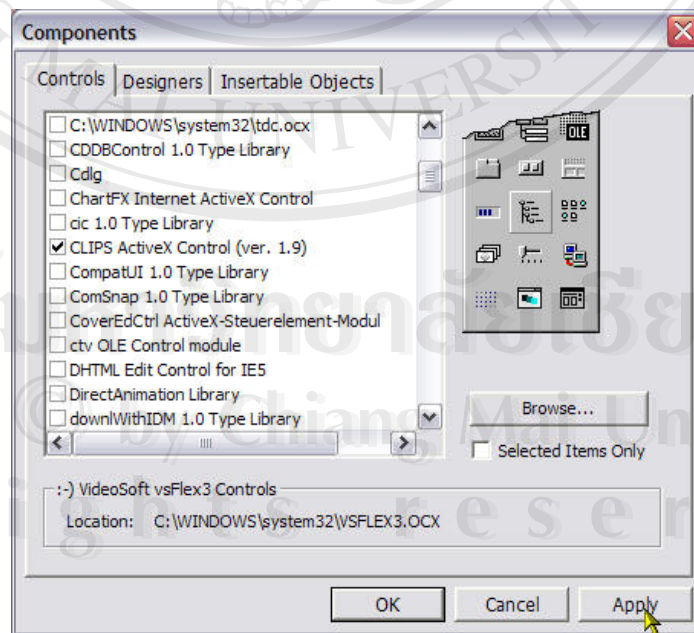 Components
Controls Designers Insertable Objects
C:\WINDOWS\system32\tdc.ocx
CDDBControl 1.0 Type Library
Cdlg
ChartFX Internet ActiveX Control
cic 1.0 Type Library
CLIPS ActiveX Control (ver. 1.9)
CompatUI 1.0 Type Library
ComSnap 1.0 Type Library
CoverEdCtrl ActiveX-Steuerelement-Modul
ctv OLE Control module
DHTML Edit Control for IE5
DirectAnimation Library
downlWithIDM 1.0 Type Library
OLE
Browse...
Selected Items Only
:-) VideoSoft vsFlex3 Controls
Location: C:\WINDOWS\system32\VSFLEX3.OCX
OK Cancel Apply
© by Chiang Mai Un